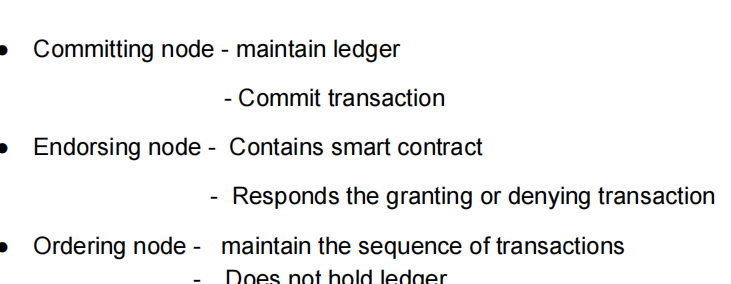 ● Committing node - maintain ledger
- Commit transaction
● Endorsing node - Contains smart contract
- Responds the granting or denying transaction
● Ordering node - maintain the sequence of transactions
- Does not hold ledger